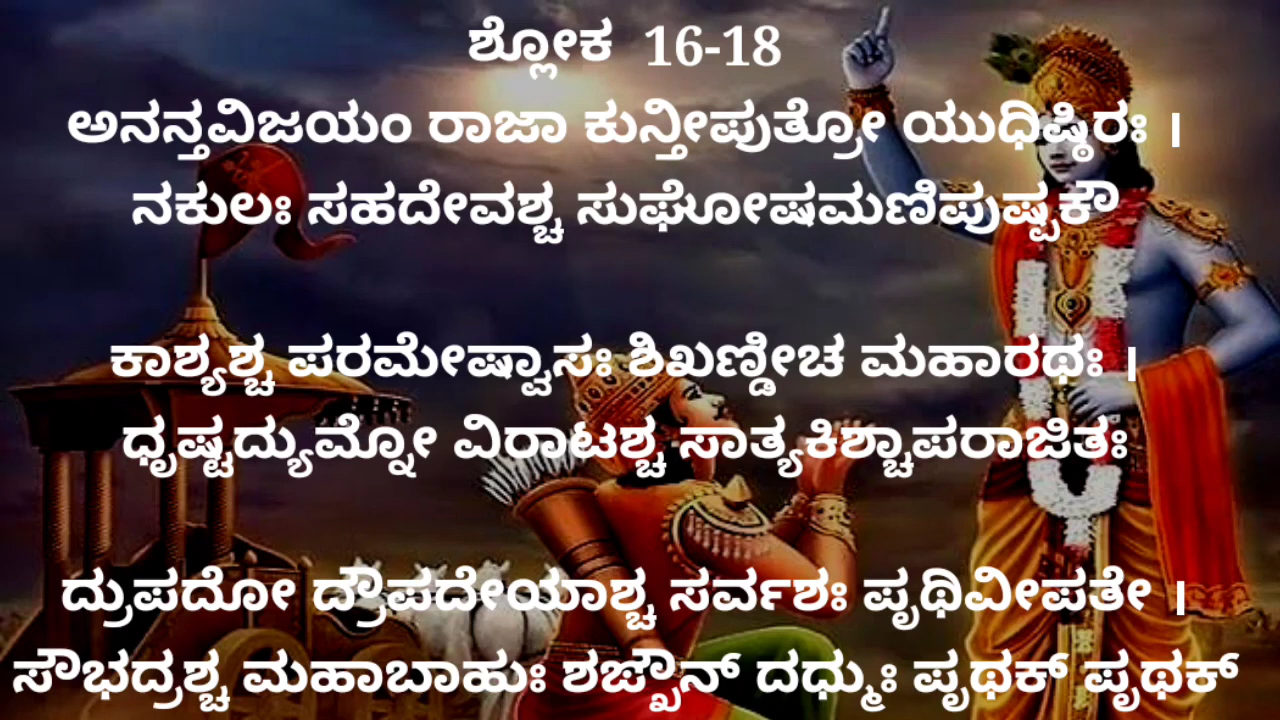 ಶ್ಲೋಕ 16-18
ಅನನ್ತವಿಜಯಂ ರಾಜಾ ಕುನ್ತೀಪುತ್ರೋ ಯುಧಿಷ್ಠಿರಃ ।
ನಕುಲಃ ಸಹದೇವಶ್ಚ ಸುಘೋಷಮಣಿಪುಷ್ಪಕೌ
ಕಾಶ್ಯಶ್ಚ ಪರಮೇಷ್ವಾಸಃ ಶಿಖಣ್ಡೀಚ ಮಹಾರಥಃ ।
ಧೃಷ್ಟದ್ಯುಮ್ನೋ ವಿರಾಟಶ್ಚ ಸಾತ್ಯಕಿಶ್ಚಾಪರಾಜಿತಃ
ದ್ರುಪದೋ ದ್ರೌಪದೇಯಾಶ್ಚ ಸರ್ವಶಃ ಪೃಥಿವೀಪತೇ ।
ಸೌಭದ್ರಶ್ಚ ಮಹಾಬಾಹುಃ ಶಙ್ಖೌನ್ ದಧ್ಮುಃ ಪೃಥಕ್ ಪೃಥಕ್